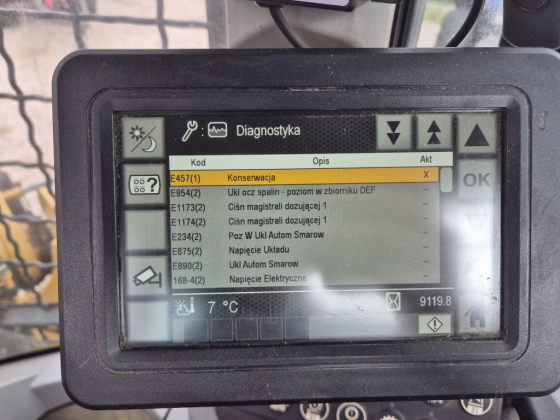 Diagnostyka
Kod Opis Akt
E457(1) Konserwacja X
E954(2) Ukł ocz spalin - poziom w zbiorniku DEF --
E1173(2) Ciśn magistrali dozującej 1 --
E1174(2) Ciśn magistrali dozującej 1 --
E234(2) Poz W Ukł Autom Smarow --
E875(2) Napięcie Układu --
E890(2) Ukł Autom Smarow --
168-4(2) Napięcie Elektryczne --
OK
?
7 °C
9119.8